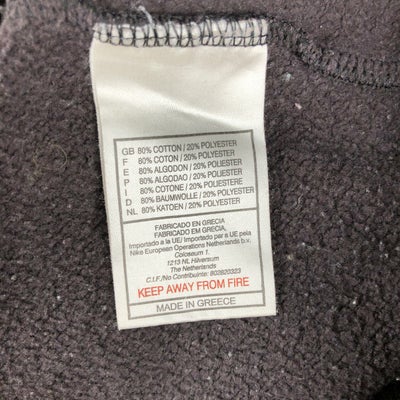 GB 80% COTTON / 20% POLYESTER
F 80% COTON / 20% POLYESTER
E 80% ALGODON / 20% POLYESTER
P 80% ALGODAO / 20% POLYESTER
I 80% COTONE / 20% POLIESTERE
D 80% BAUMWOLLE / 20% POLYESTER
NL 80% KATOEN / 20% POLYESTER
FABRICADO EN GRECIA
FABRICADO EM GRECIA
Importado a la UE/ Importado par a UE pela
Nike European Operations Netherlands b.v.
Colosseum 1.
1213 NL Hilversum
The Netherlands
C.I.F./No Contribuinte: 802820323
KEEP AWAY FROM FIRE
MADE IN GREECE